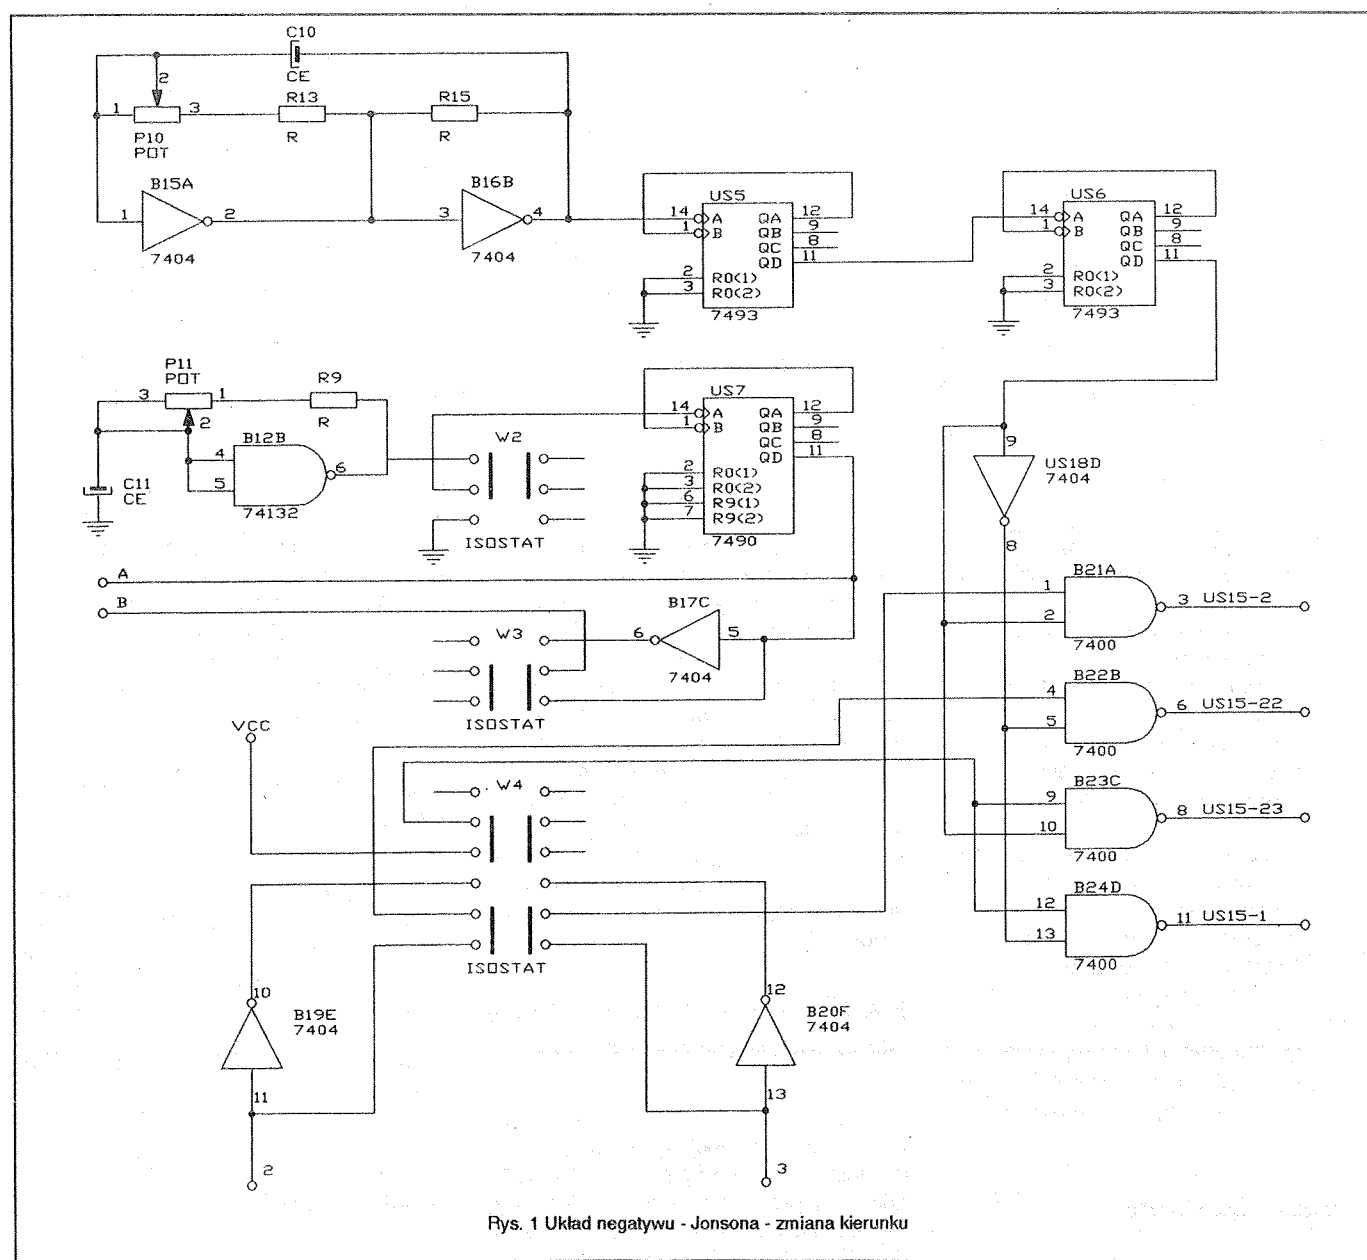 C10
CE
2
1
3
R13
R
R15
R
P10
POT
B15A
1
2
7404
B16B
3
4
7404
US5
14
A
QA
12
1
B
QB
9
QC
8
QD
11
2
R0(1)
3
R0(2)
7493
US6
14
A
QA
12
1
B
QB
9
QC
8
QD
11
2
R0(1)
3
R0(2)
7493
P11
POT
3
1
2
R9
R
B12B
4
5
6
74132
C11
CE
W2
ISOSTAT
US7
14
A
QA
12
1
B
QB
9
QC
8
QD
11
2
R0(1)
3
R0(2)
6
R9(1)
7
R9(2)
7490
9
US18D
7404
8
A
B
W3
ISOSTAT
B17C
6
5
7404
B21A
1
2
3
US15-2
7400
B22B
4
5
6
US15-22
7400
B23C
9
10
8
US15-23
7400
B24D
12
13
11
US15-1
7400
VCC
W4
ISOSTAT
10
B19E
7404
11
2
12
B20F
7404
13
3
Rys. 1 Układ negatywu - Jonsona - zmiana kierunku